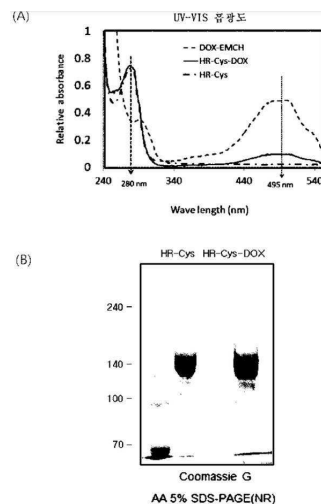 (A)
UV-VIS 흡광도
Relative absorbance
1
0.8
0.6
0.4
0.2
0
DOX-EMCH
HR-Cys-DOX
HR-Cys
240
280 nm
340
440
495 nm
540
Wave length (nm)
(B)
HR-Cys HR-Cys-DOX
240
140
100
70
Coomassie G
AA 5% SDS-PAGE(NR)